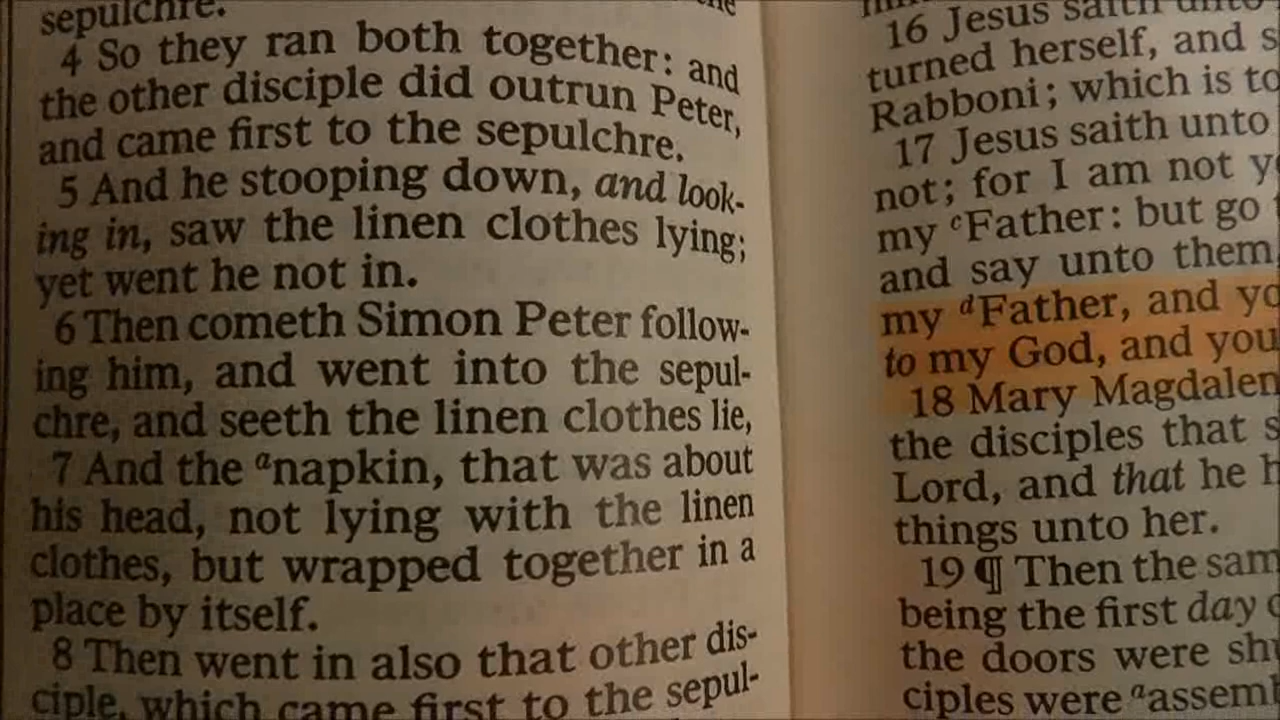 sepulchre.
4 So they ran both together: and
the other disciple did outrun Peter,
and came first to the sepulchre.
5 And he stooping down, and look-
ing in, saw the linen clothes lying;
yet went he not in.
6 Then cometh Simon Peter follow-
ing him, and went into the sepul-
chre, and seeth the linen clothes lie,
7 And the anapkin, that was about
his head, not lying with the linen
clothes, but wrapped together in a
place by itself.
8 Then went in also that other dis-
ciple, which came first to the sepul-
16 Jesus saith unto
turned herself, and s
Rabboni; which is to
17 Jesus saith unto
not; for I am not y
my cFather: but go
and say unto them,
my dFather, and yo
to my God, and you
18 Mary Magdalen
the disciples that s
Lord, and that he h
things unto her.
19 ¶ Then the sam
being the first day
the doors were shu
ciples were aassem